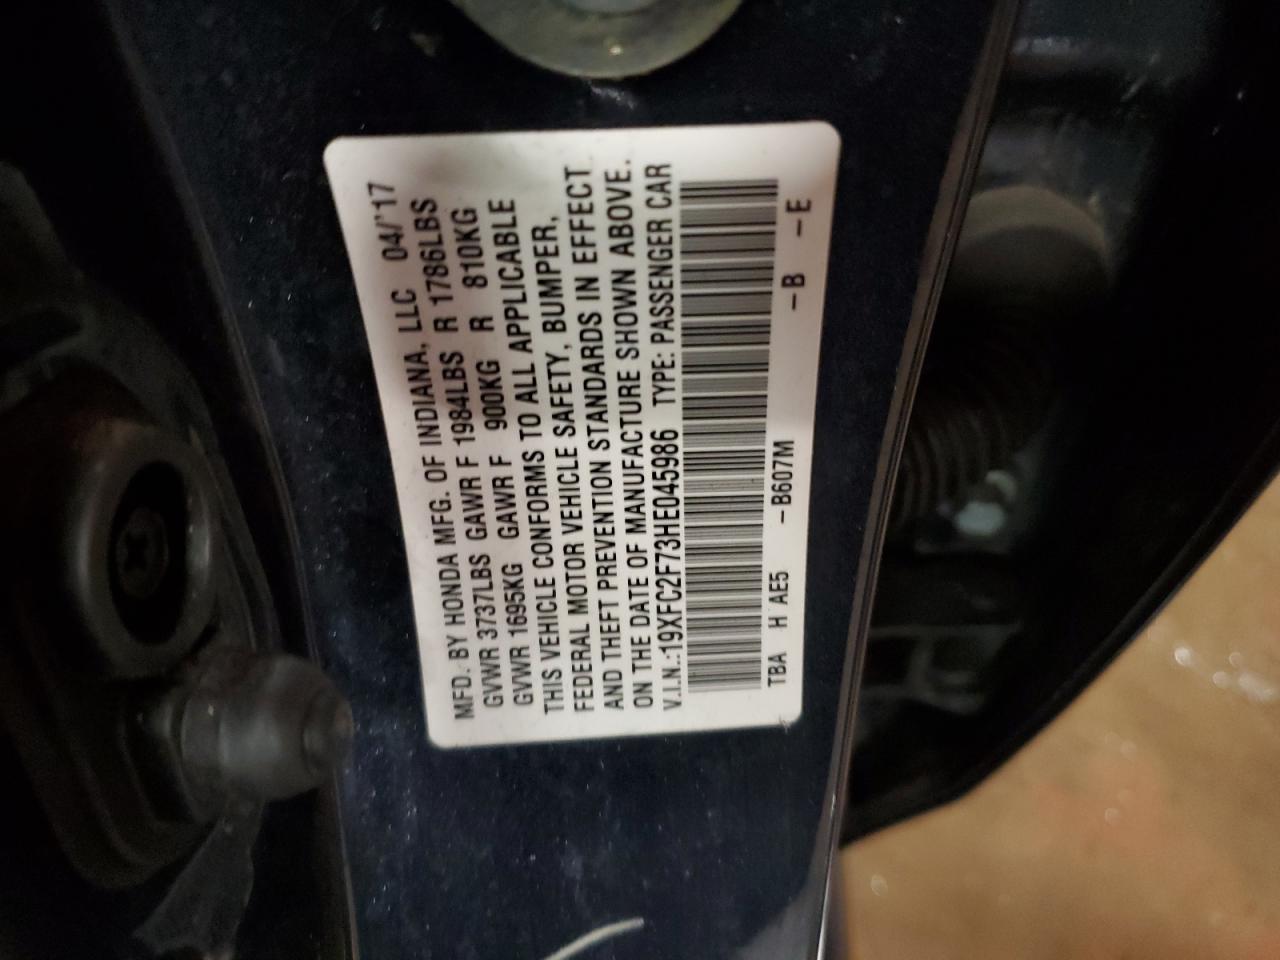 MFD. BY HONDA MFG. OF INDIANA, LLC 04/'17
GVWR 3737LBS GAWR F 1984LBS R 1786LBS
GVWR 1695KG GAWR F 900KG R 810KG
THIS VEHICLE CONFORMS TO ALL APPLICABLE
FEDERAL MOTOR VEHICLE SAFETY, BUMPER,
AND THEFT PREVENTION STANDARDS IN EFFECT
ON THE DATE OF MANUFACTURE SHOWN ABOVE.
V.I.N.:19XFC2F73HE045986 TYPE: PASSENGER CAR
TBA H AE5 -B607M -B -E